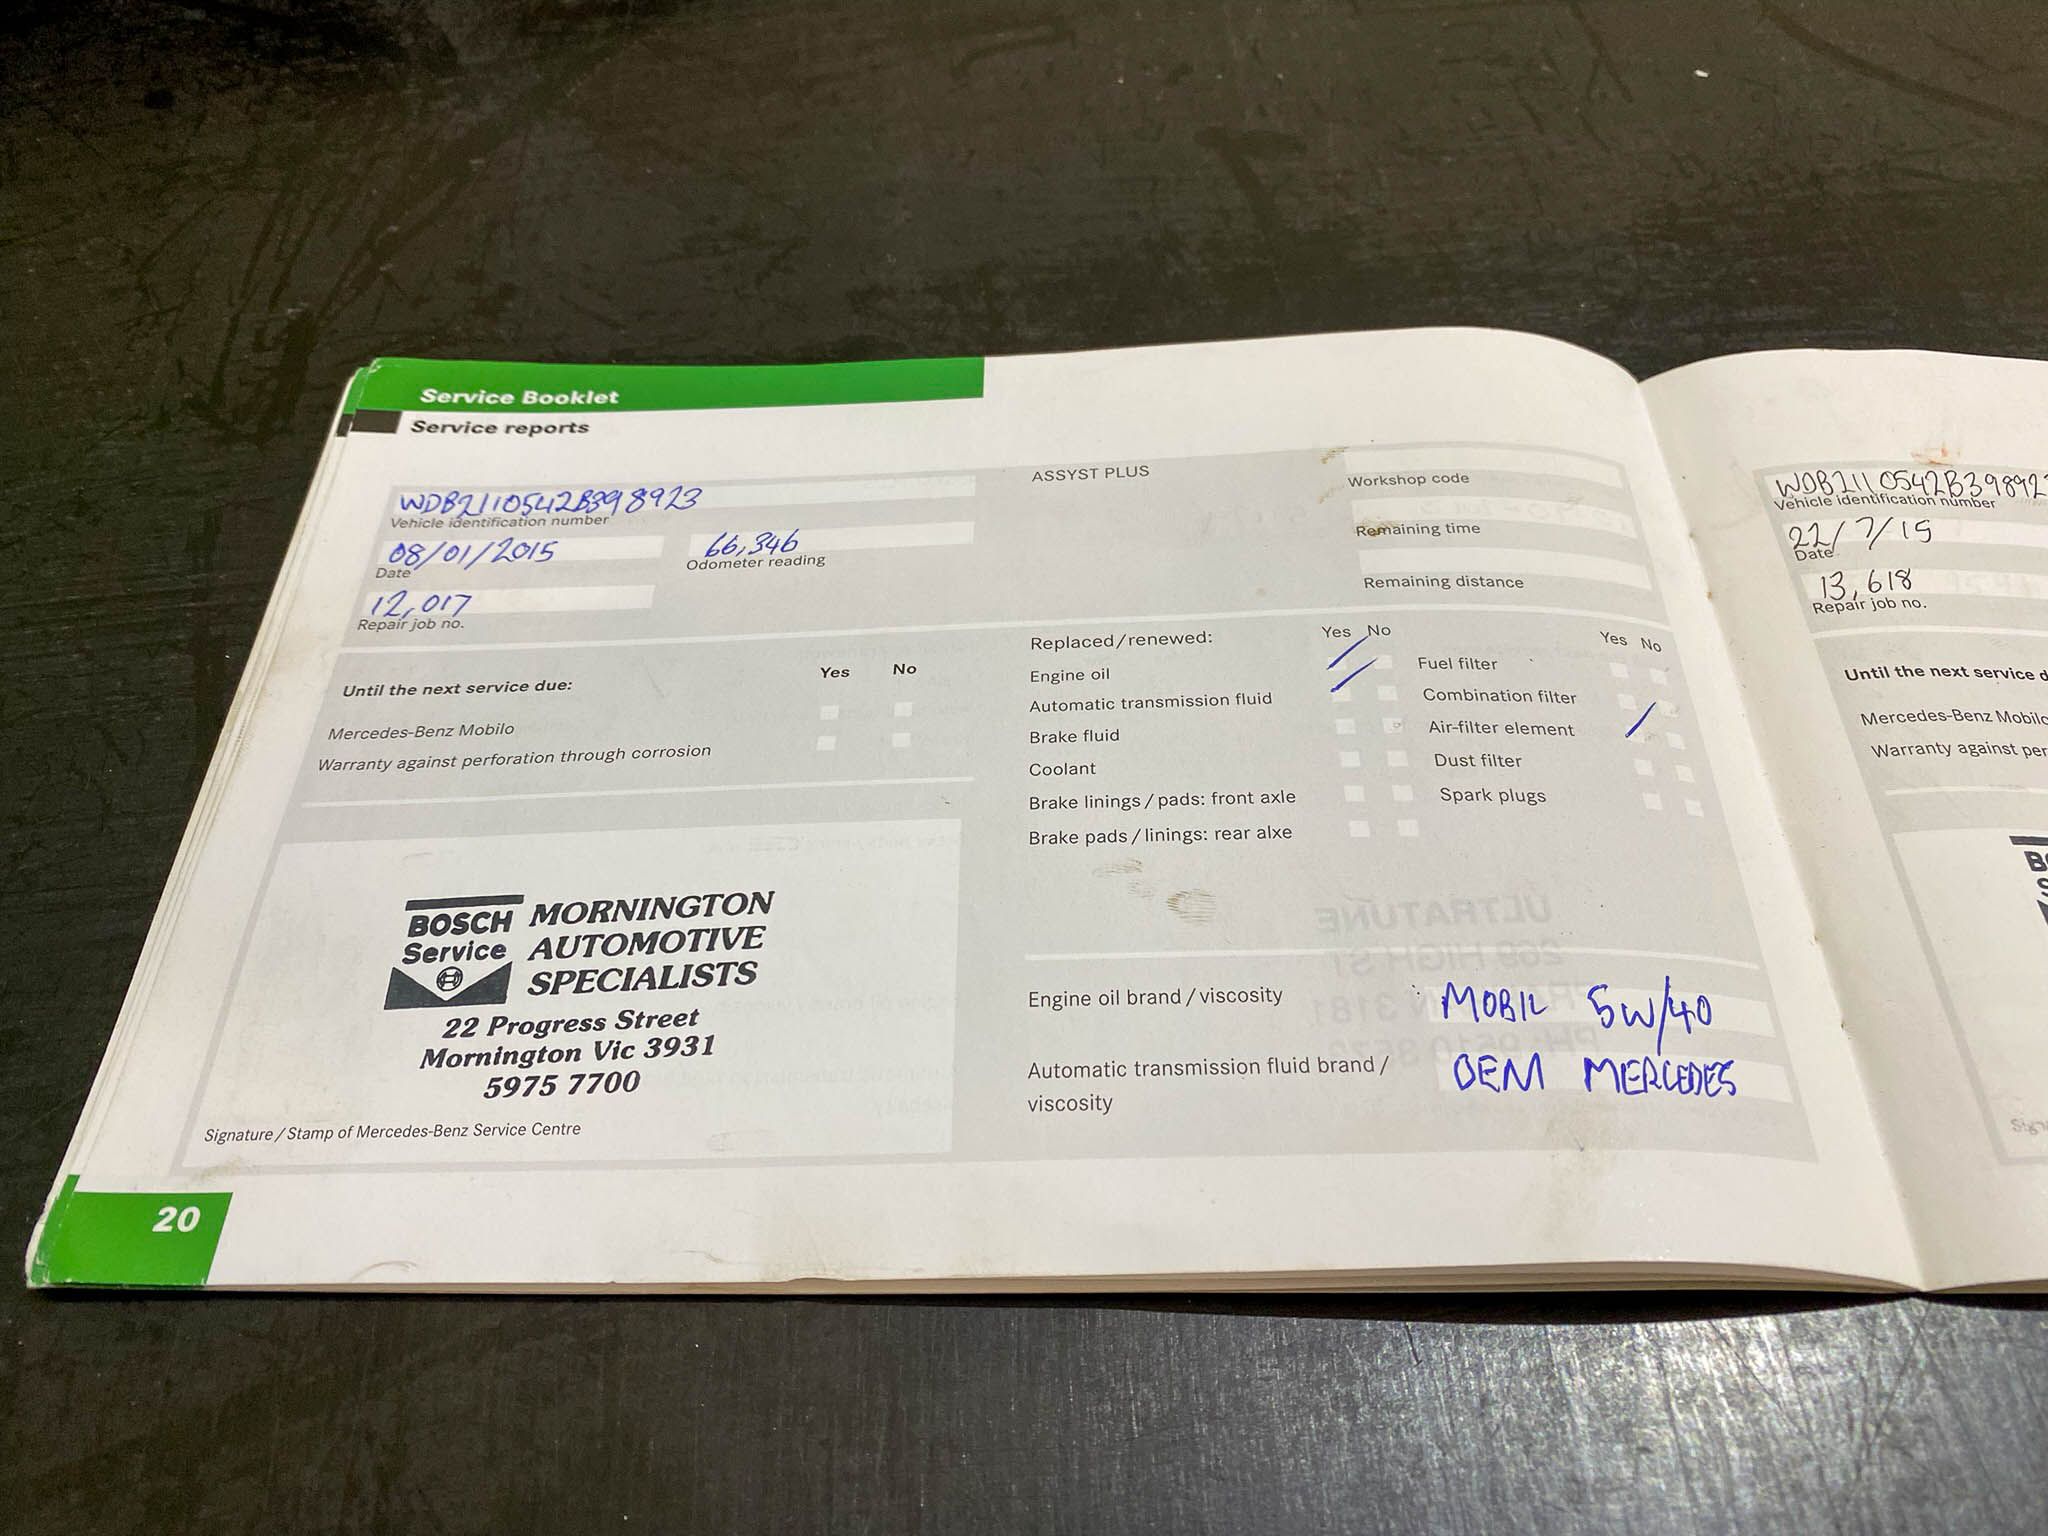 Service Booklet
Service reports
WDB2110542B398923
Vehicle identification number
08/01/2015
Date
66,346
Odometer reading
12,017
Repair job no.
ASSYST PLUS
Workshop code
Remaining time
Remaining distance
Until the next service due:
Yes No
Mercedes-Benz Mobilo
Warranty against perforation through corrosion
Replaced/renewed:
Yes No
Engine oil
Automatic transmission fluid
Brake fluid
Coolant
Brake linings/pads: front axle
Brake pads/linings: rear alxe
Yes No
Fuel filter
Combination filter
Air-filter element
Dust filter
Spark plugs
BOSCH
Service
MORNINGTON
AUTOMOTIVE
SPECIALISTS
22 Progress Street
Mornington Vic 3931
5975 7700
Signature/Stamp of Mercedes-Benz Service Centre
Engine oil brand/viscosity
MOBIL 5W/40
Automatic transmission fluid brand/
viscosity
OEM MERCEDES
20
WDB2110542B39892
Vehicle identification number
22/7/15
Date
13,618
Repair job no.
Until the next service d
Mercedes-Benz Mobilo
Warranty against per